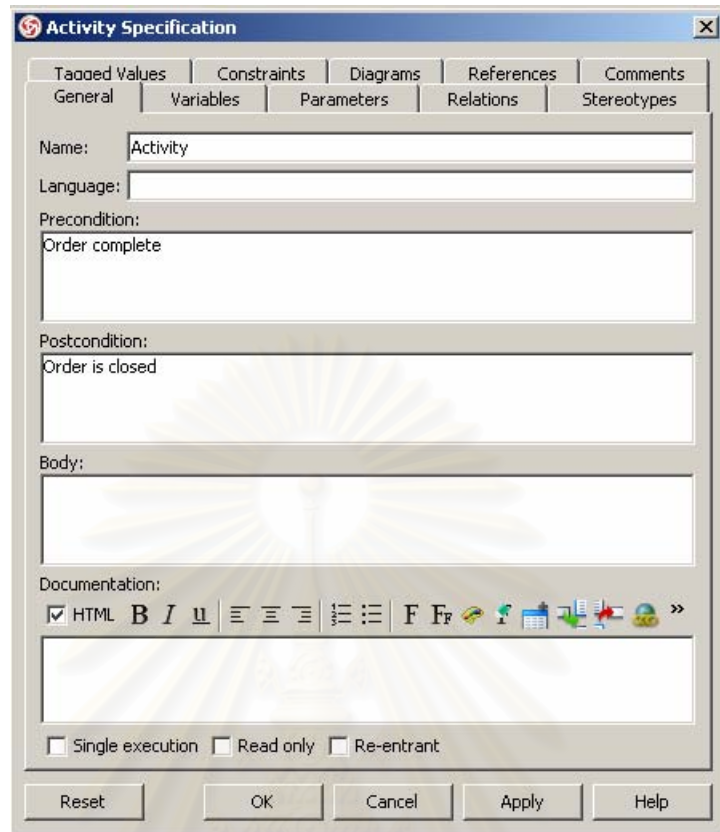 Activity Specification
Tagged Values Constraints Diagrams References Comments
General Variables Parameters Relations Stereotypes
Name: Activity
Language:
Precondition:
Order complete
Postcondition:
Order is closed
Body:
Documentation:
HTML B I u F FF »
Single execution Read only Re-entrant
Reset OK Cancel Apply Help